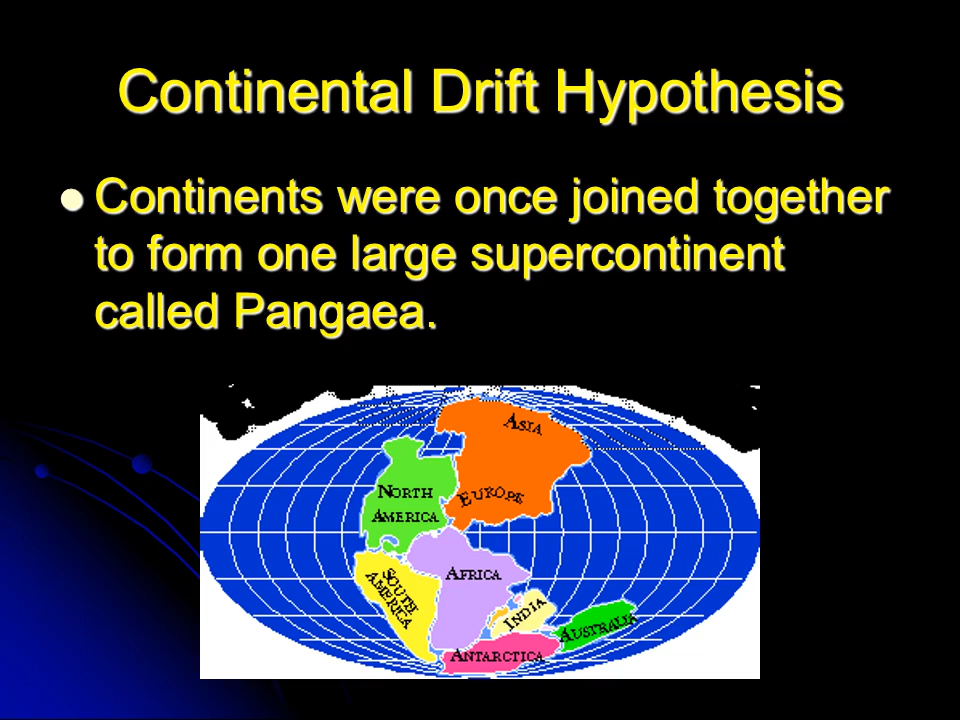 Continental Drift Hypothesis
Continents were once joined together
to form one large supercontinent
called Pangaea.
ASIA
NORTH
AMERICA
EUROPE
AFRICA
SOUTH
AMERICA
INDIA
AUSTRALIA
ANTARCTICA